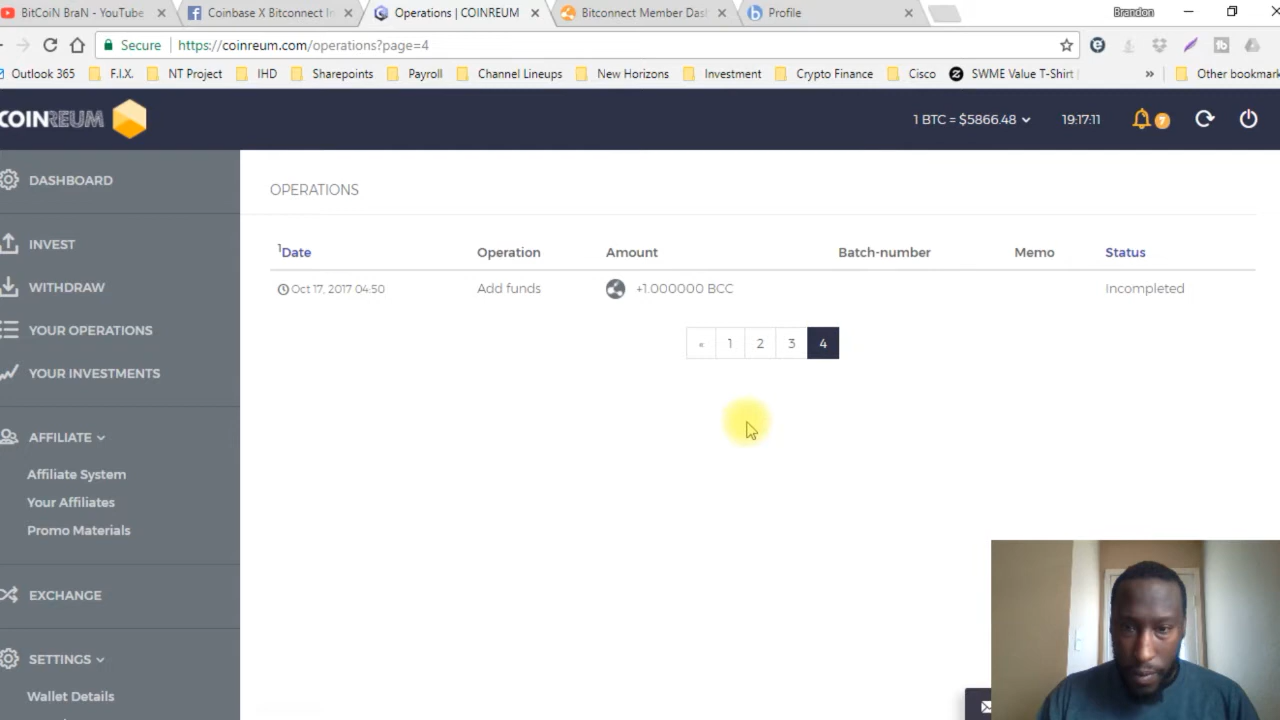 BitCoiN BraN - YouTube
Coinbase X Bitconnect In
Operations | COINREUM
Bitconnect Member Das
Profile
Brandon
Secure https://coinreum.com/operations?page=4
Outlook 365 F.I.X. NT Project IHD Sharepoints Payroll Channel Lineups New Horizons Investment Crypto Finance Cisco SWME Value T-Shirt » Other bookmar
COINREUM
1 BTC = $5866.48 19:17:11 7
DASHBOARD
INVEST
WITHDRAW
YOUR OPERATIONS
YOUR INVESTMENTS
AFFILIATE
Affiliate System
Your Affiliates
Promo Materials
EXCHANGE
SETTINGS
Wallet Details
OPERATIONS
1Date Operation Amount Batch-number Memo Status
Oct 17, 2017 04:50 Add funds +1.000000 BCC Incompleted
« 1 2 3 4